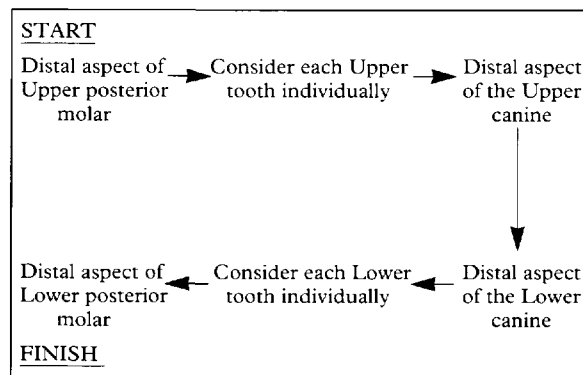 START
Distal aspect of
Upper posterior
molar
Consider each Upper
tooth individually
Distal aspect
of the Upper
canine
Distal aspect of
Lower posterior
molar
Consider each Lower
tooth individually
Distal aspect
of the Lower
canine
FINISH